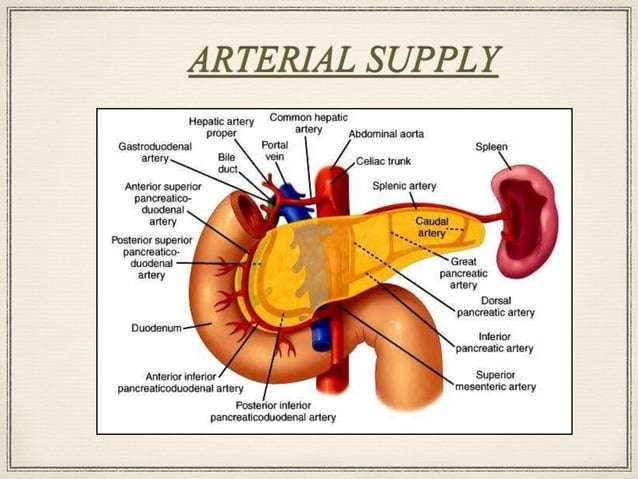 ARTERIAL SUPPLY
Hepatic artery
proper
Common hepatic
artery
Abdominal aorta
Gastroduodenal
artery
Bile
duct
Portal
vein
Celiac trunk
Spleen
Anterior superior
pancreatico-
duodenal
artery
Splenic artery
Caudal
artery
Posterior superior
pancreatico-
duodenal
artery
Great
pancreatic
artery
Dorsal
pancreatic artery
Duodenum
Inferior
pancreatic artery
Anterior inferior
pancreaticoduodenal artery
Superior
mesenteric artery
Posterior inferior
pancreaticoduodenal artery